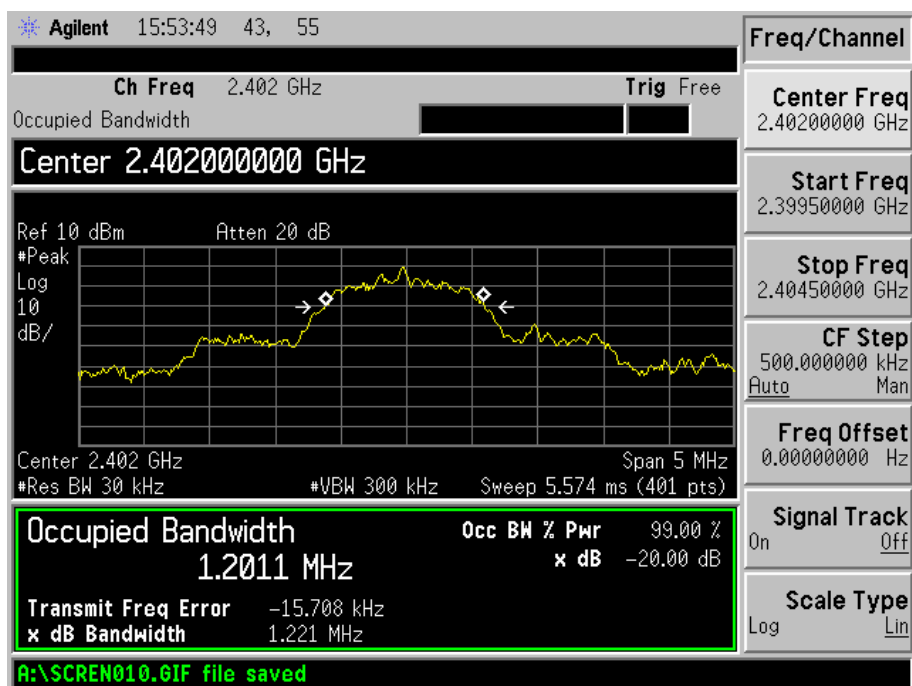 Agilent 15:53:49 43, 55
Freq/Channel
Ch Freq 2.402 GHz Trig Free
Occupied Bandwidth
Center 2.402000000 GHz
Ref 10 dBm Atten 20 dB
#Peak
Log
10
dB/
Center 2.402 GHz Span 5 MHz
#Res BW 30 kHz #VBW 300 kHz Sweep 5.574 ms (401 pts)
Occupied Bandwidth
1.2011 MHz
Occ BW % Pwr 99.00 %
x dB -20.00 dB
Transmit Freq Error -15.708 kHz
x dB Bandwidth 1.221 MHz
A:\SCREN010.GIF file saved
Center Freq
2.40200000 GHz
Start Freq
2.39950000 GHz
Stop Freq
2.40450000 GHz
CF Step
500.000000 kHz
Auto Man
Freq Offset
0.00000000 Hz
Signal Track
On Off
Scale Type
Log Lin